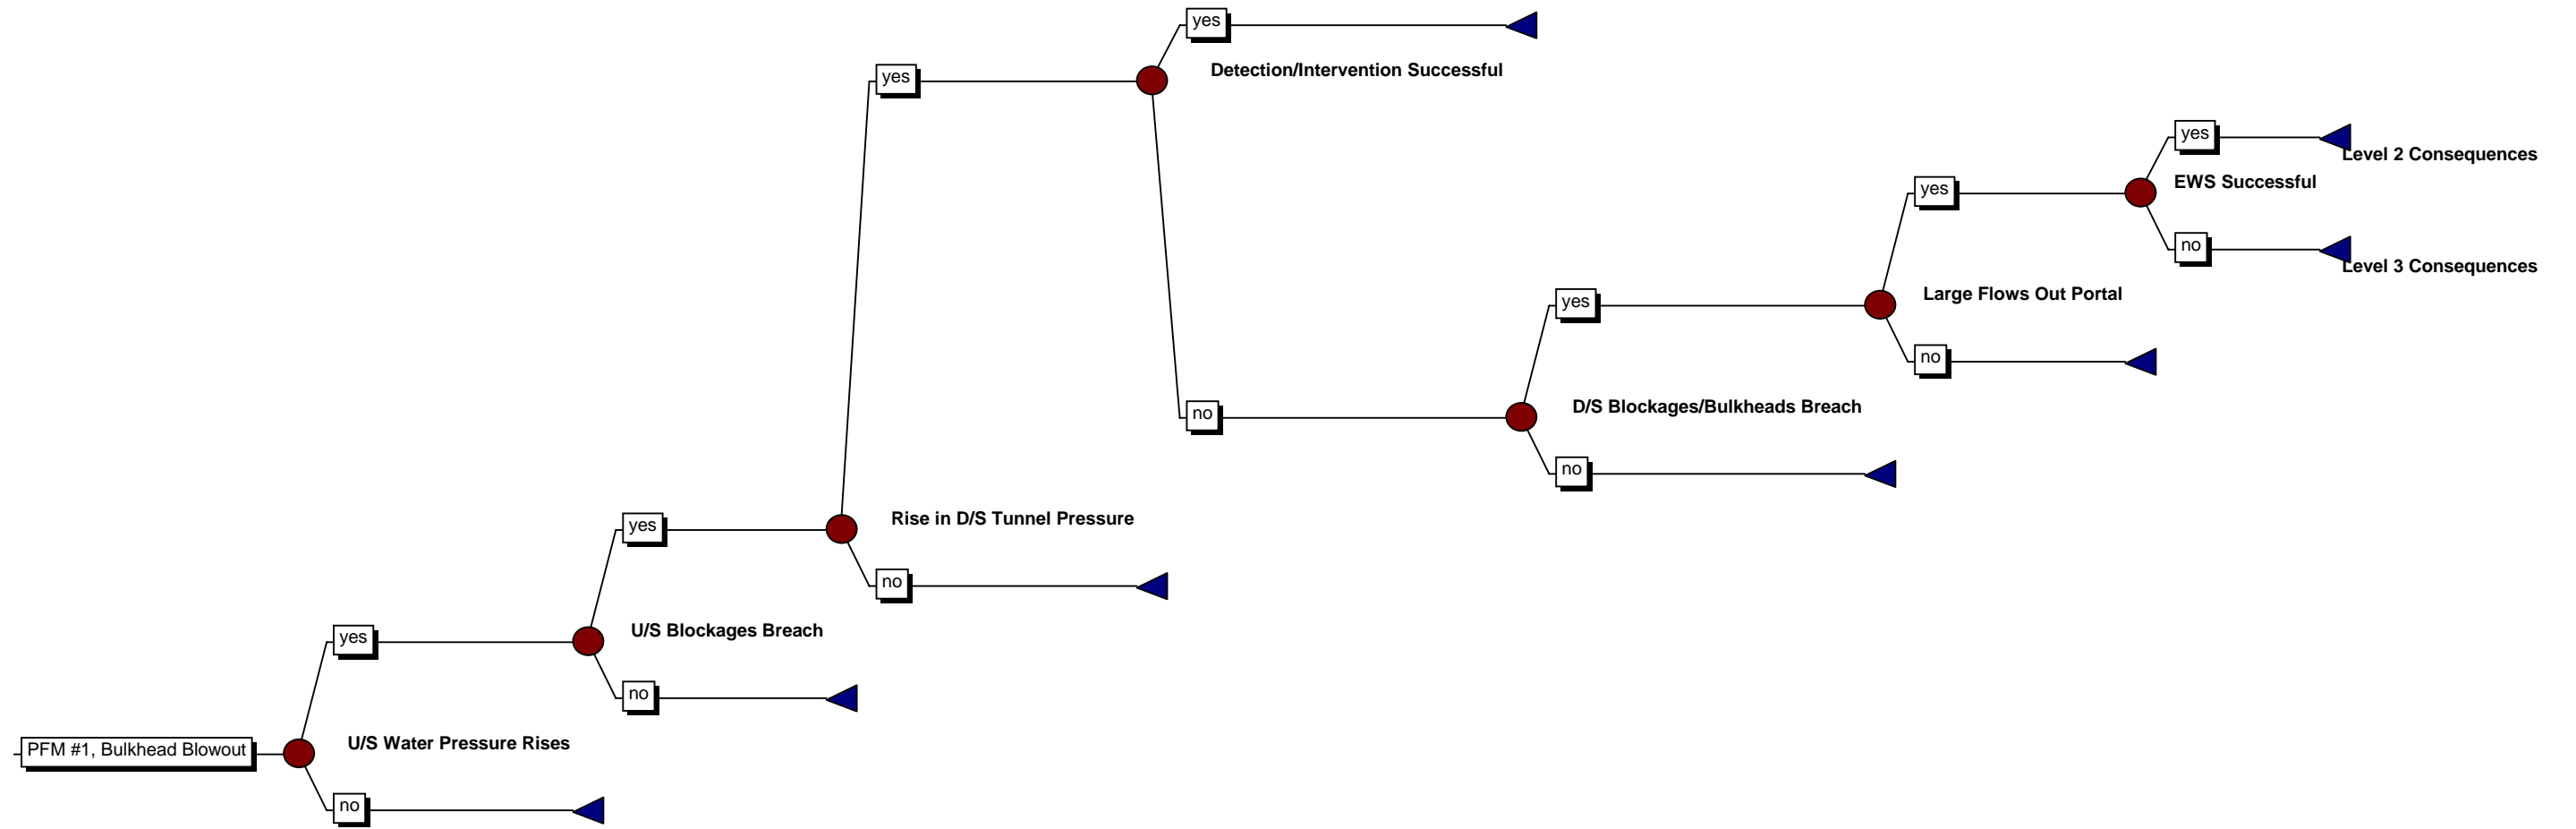 yes
Detection/Intervention Successful
yes
yes
Level 2 Consequences
EWS Successful
yes
no
Level 3 Consequences
Large Flows Out Portal
yes
no
D/S Blockages/Bulkheads Breach
no
no
Rise in D/S Tunnel Pressure
yes
no
U/S Blockages Breach
yes
no
PFM #1, Bulkhead Blowout
U/S Water Pressure Rises
no